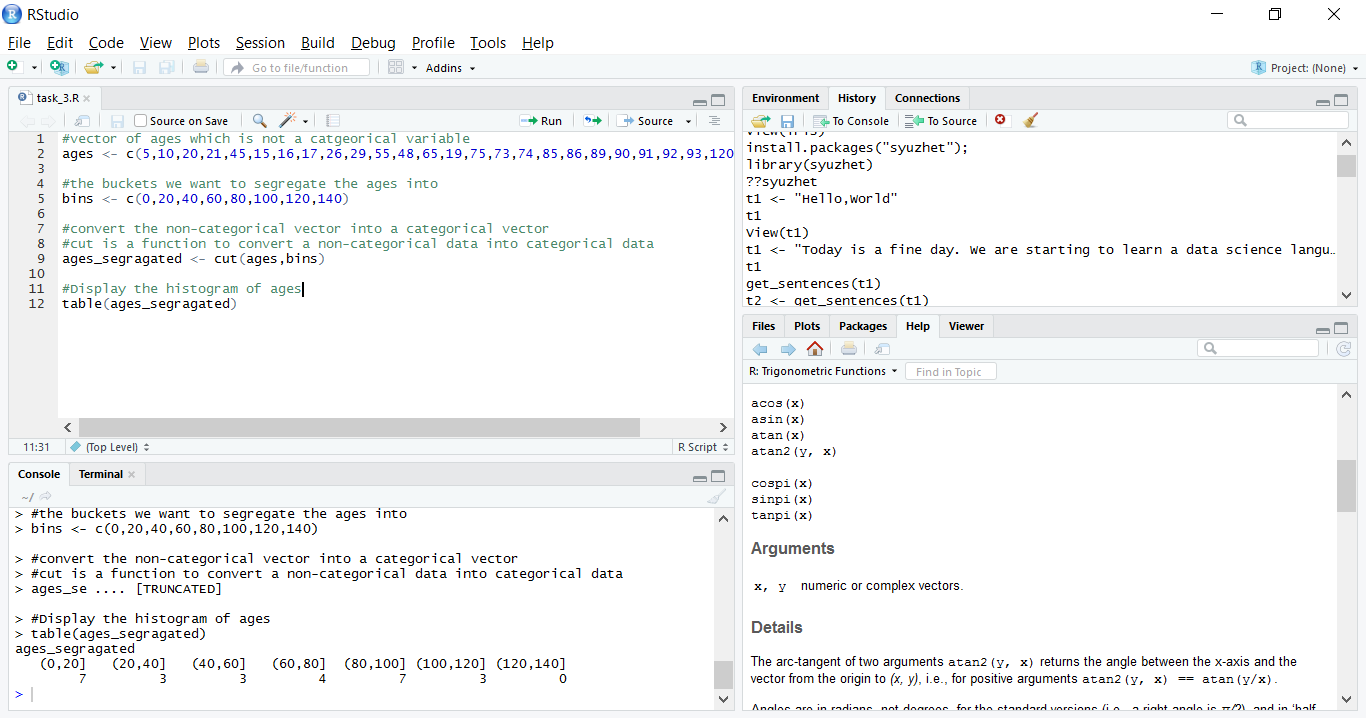 RStudio
File Edit Code View Plots Session Build Debug Profile Tools Help
Go to file/function Addins Project: (None)
task_3.R
Source on Save Run Source
1 #vector of ages which is not a catgeorical variable
2 ages <- c(5,10,20,21,45,15,16,17,26,29,55,48,65,19,75,73,74,85,86,89,90,91,92,93,120
3
4 #the buckets we want to segregate the ages into
5 bins <- c(0,20,40,60,80,100,120,140)
6
7 #convert the non-categorical vector into a categorical vector
8 #cut is a function to convert a non-categorical data into categorical data
9 ages_segragated <- cut(ages,bins)
10
11 #Display the histogram of ages
12 table(ages_segragated)
11:31 (Top Level) R Script
Console Terminal
~/
> #the buckets we want to segregate the ages into
> bins <- c(0,20,40,60,80,100,120,140)
> #convert the non-categorical vector into a categorical vector
> #cut is a function to convert a non-categorical data into categorical data
> ages_se .... [TRUNCATED]
> #Display the histogram of ages
> table(ages_segragated)
ages_segragated
(0,20] (20,40] (40,60] (60,80] (80,100] (100,120] (120,140]
7 3 3 4 7 3 0
>
Environment History Connections
To Console To Source
install.packages("syuzhet");
library(syuzhet)
??syuzhet
t1 <- "Hello,World"
t1
View(t1)
t1 <- "Today is a fine day. We are starting to learn a data science langu…
t1
get_sentences(t1)
t2 <- get_sentences(t1)
Files Plots Packages Help Viewer
R: Trigonometric Functions Find in Topic
acos(x)
asin(x)
atan(x)
atan2(y, x)
cospi(x)
sinpi(x)
tanpi(x)
Arguments
x, y numeric or complex vectors.
Details
The arc-tangent of two arguments atan2(y, x) returns the angle between the x-axis and the
vector from the origin to (x, y), i.e., for positive arguments atan2(y, x) == atan(y/x).
Angles are in radians, not degrees, for the standard versions (i.e., a right angle is π/2), and in 'half